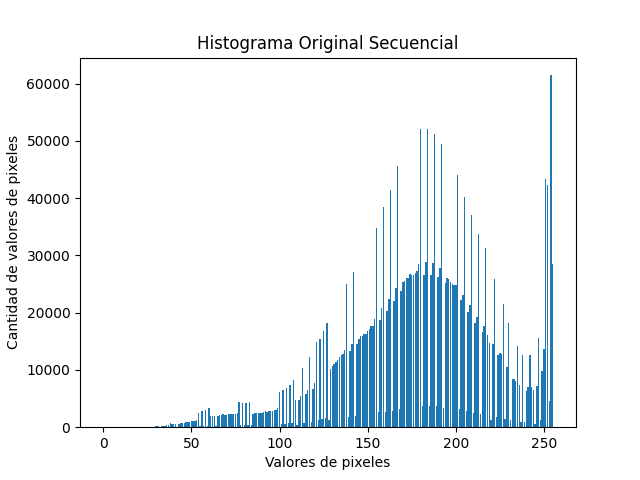 Histograma Original Secuencial
Cantidad de valores de pixeles
60000
50000
40000
30000
20000
10000
0
0 50 100 150 200 250
Valores de pixeles